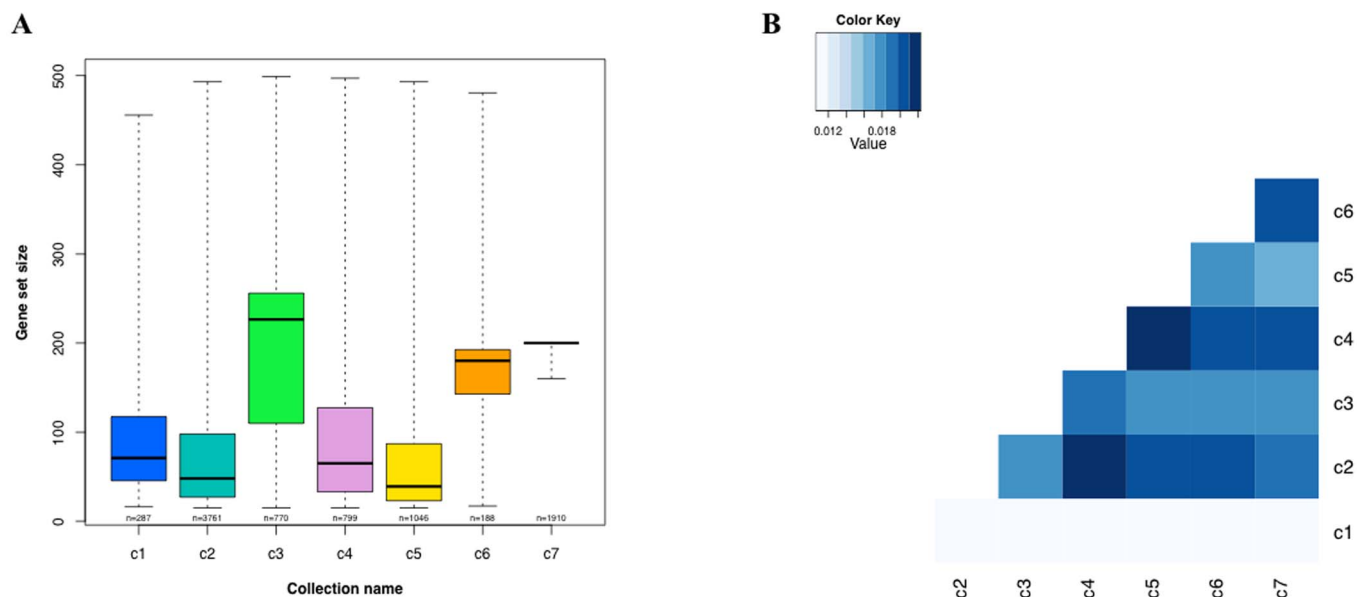 A
500
400
300
200
100
0
Gene set size
n=287 n=3761 n=770 n=799 n=1046 n=188 n=1910
c1 c2 c3 c4 c5 c6 c7
Collection name
B
Color Key
0.012 0.018
Value
c6
c5
c4
c3
c2
c1
c2 c3 c4 c5 c6 c7